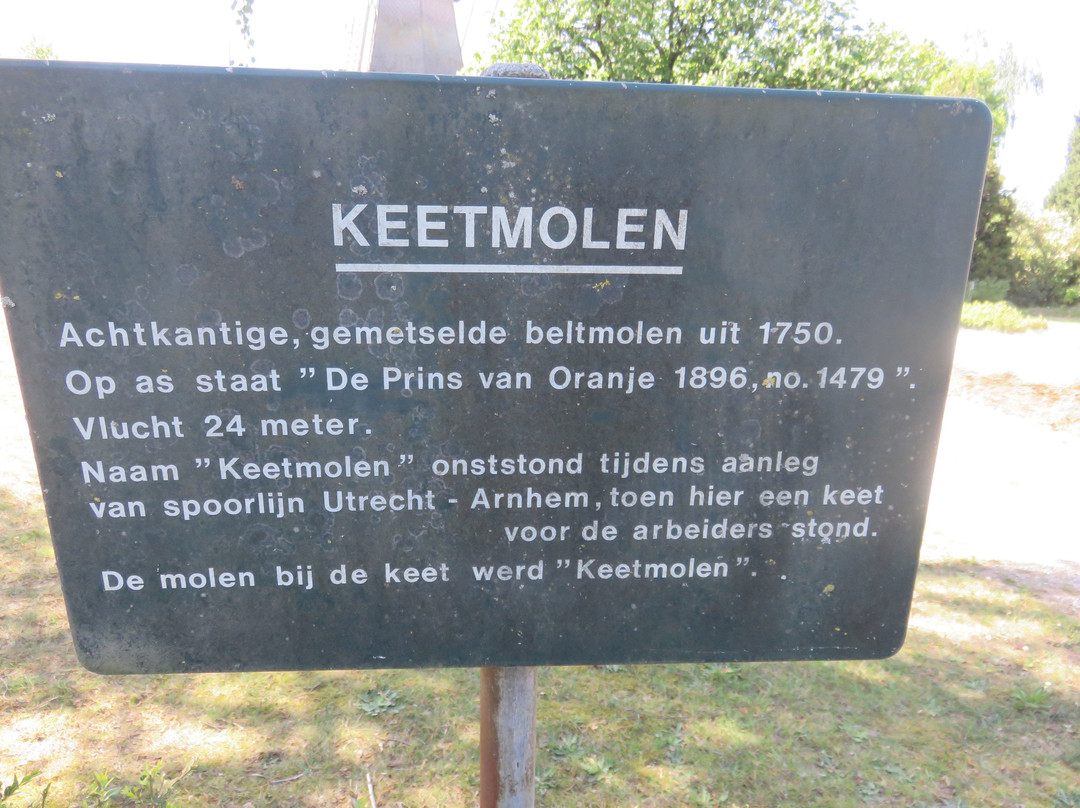 KEETMOLEN
Achtkantige, gemetselde beltmolen uit 1750.
Op as staat "De Prins van Oranje 1896, no. 1479".
Vlucht 24 meter.
Naam "Keetmolen" onststond tijdens aanleg
van spoorlijn Utrecht - Arnhem, toen hier een keet
voor de arbeiders stond.
De molen bij de keet werd "Keetmolen".